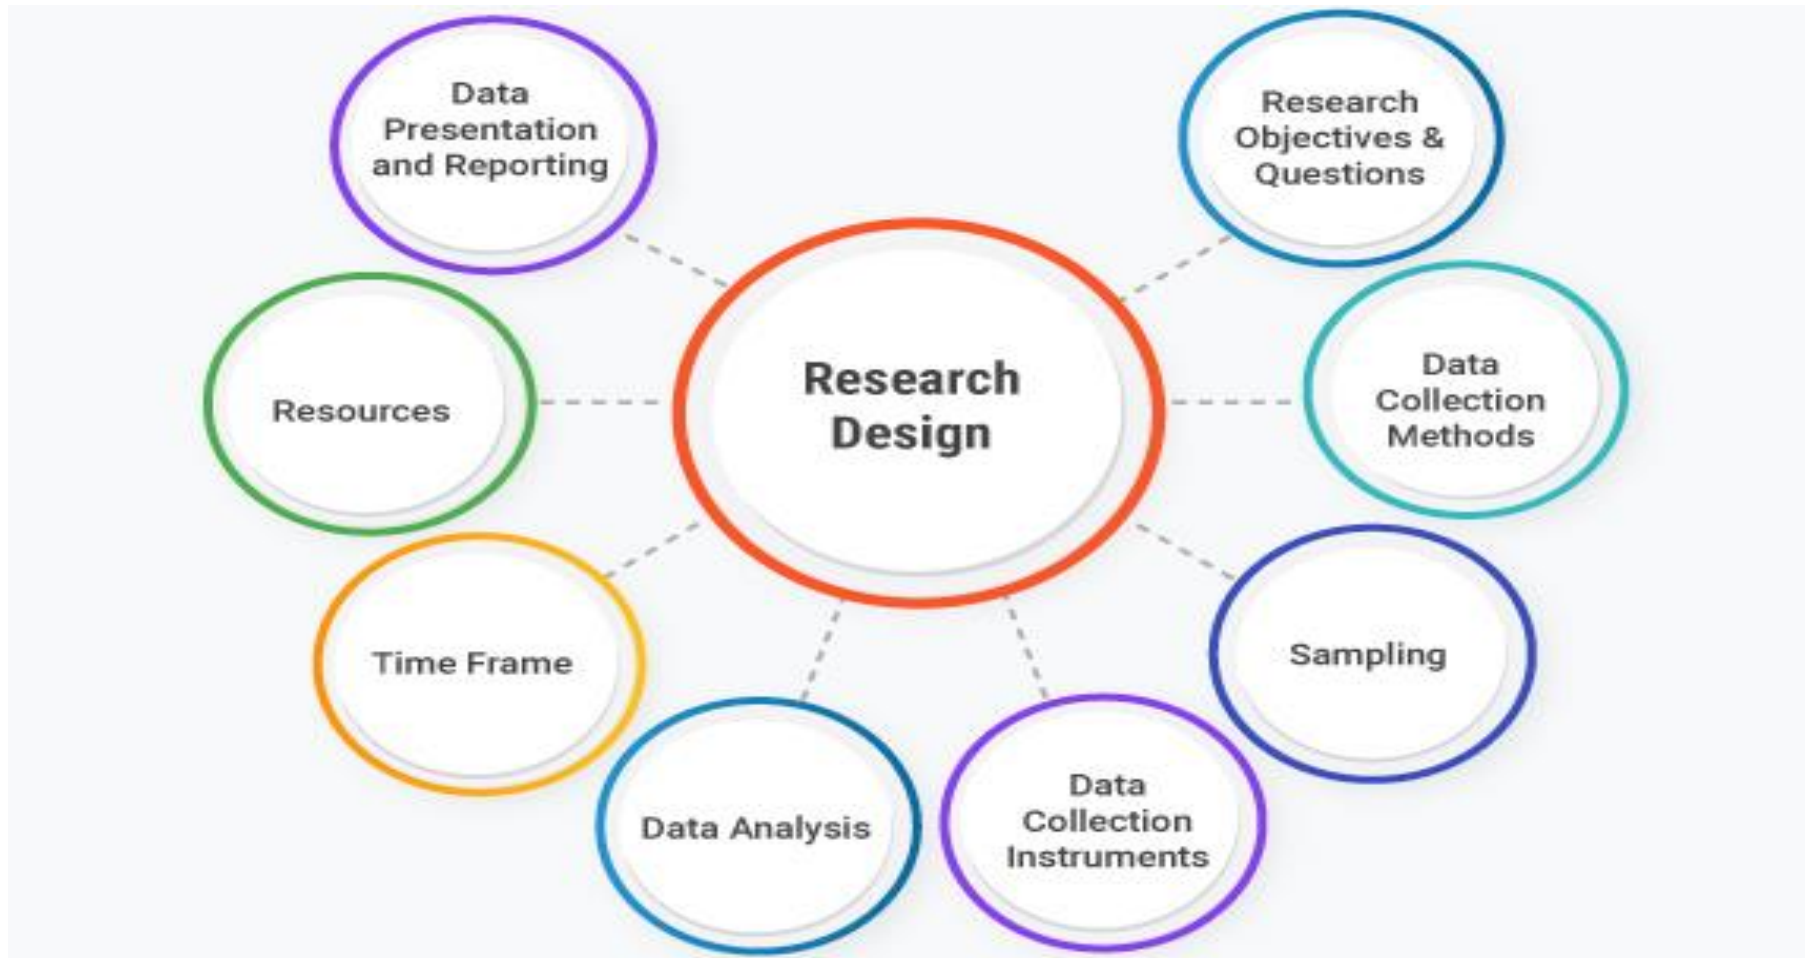 Data
Presentation
and Reporting
Research
Objectives &
Questions
Resources
Research
Design
Data
Collection
Methods
Time Frame
Sampling
Data Analysis
Data
Collection
Instruments